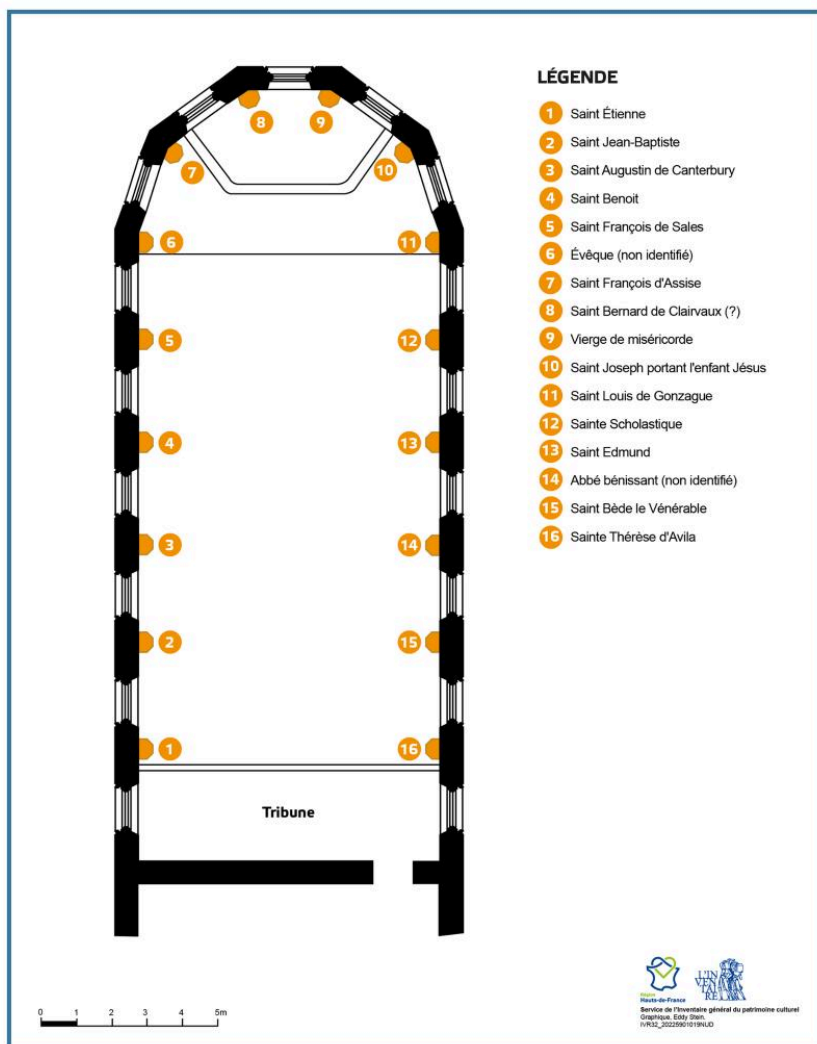 LÉGENDE
1 Saint Étienne
2 Saint Jean-Baptiste
3 Saint Augustin de Canterbury
4 Saint Benoit
5 Saint François de Sales
6 Évêque (non identifié)
7 Saint François d'Assise
8 Saint Bernard de Clairvaux (?)
9 Vierge de miséricorde
10 Saint Joseph portant l'enfant Jésus
11 Saint Louis de Gonzague
12 Sainte Scholastique
13 Saint Edmund
14 Abbé bénissant (non identifié)
15 Saint Bède le Vénérable
16 Sainte Thérèse d'Avila
8 9
7 10
6 11
5 12
4 13
3 14
2 15
1 16
Tribune
0 1 2 3 4 5m
Région
Hauts-de-France
L'IN
VEN
TAI
RE
Service de l'Inventaire général du patrimoine culturel
Graphique, Eddy Stein.
IVR32_20225901019NUD